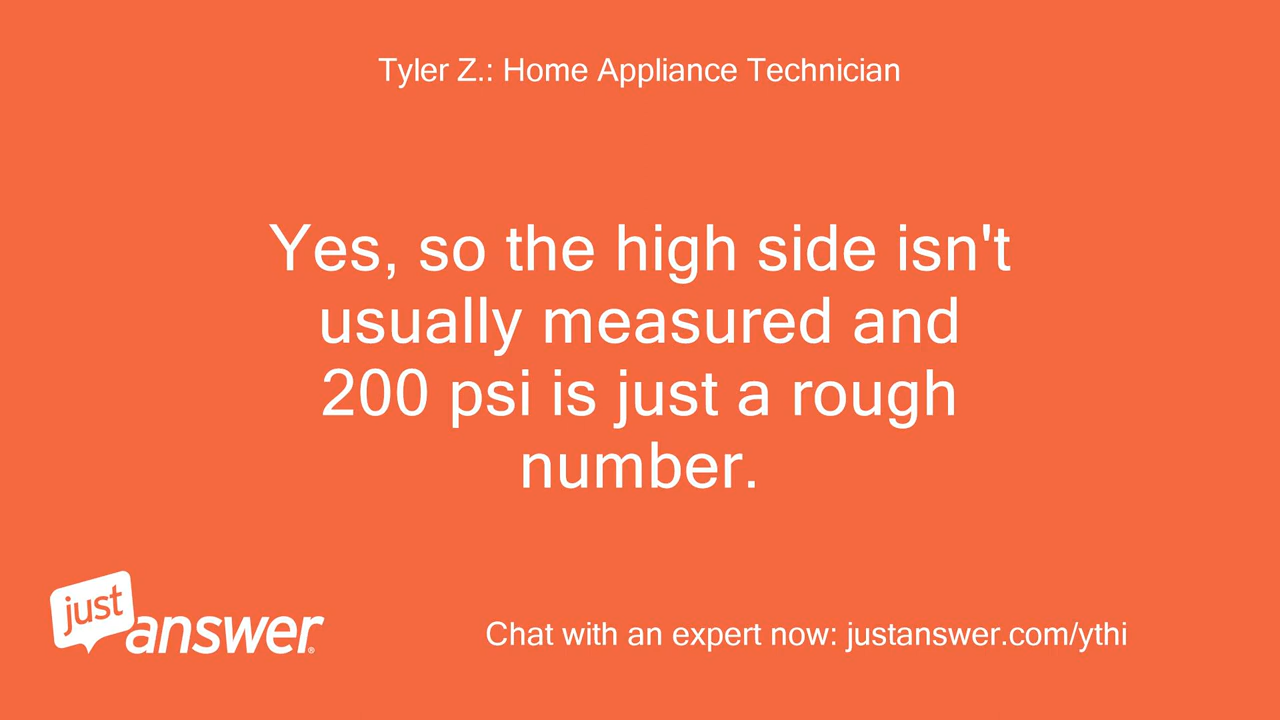 Tyler Z.: Home Appliance Technician
Yes, so the high side isn't
usually measured and
200 psi is just a rough
number.
just
answer®
Chat with an expert now: justanswer.com/ythi